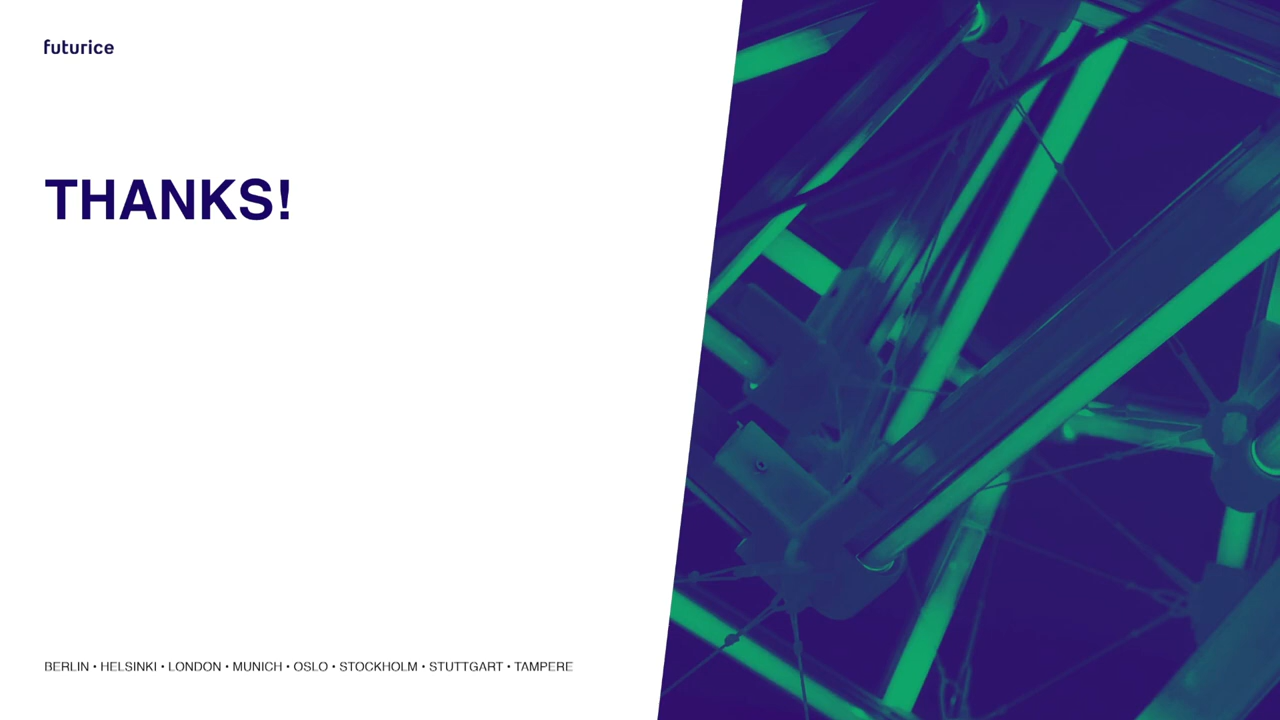 futurice
THANKS!
BERLIN • HELSINKI • LONDON • MUNICH • OSLO • STOCKHOLM • STUTTGART • TAMPERE